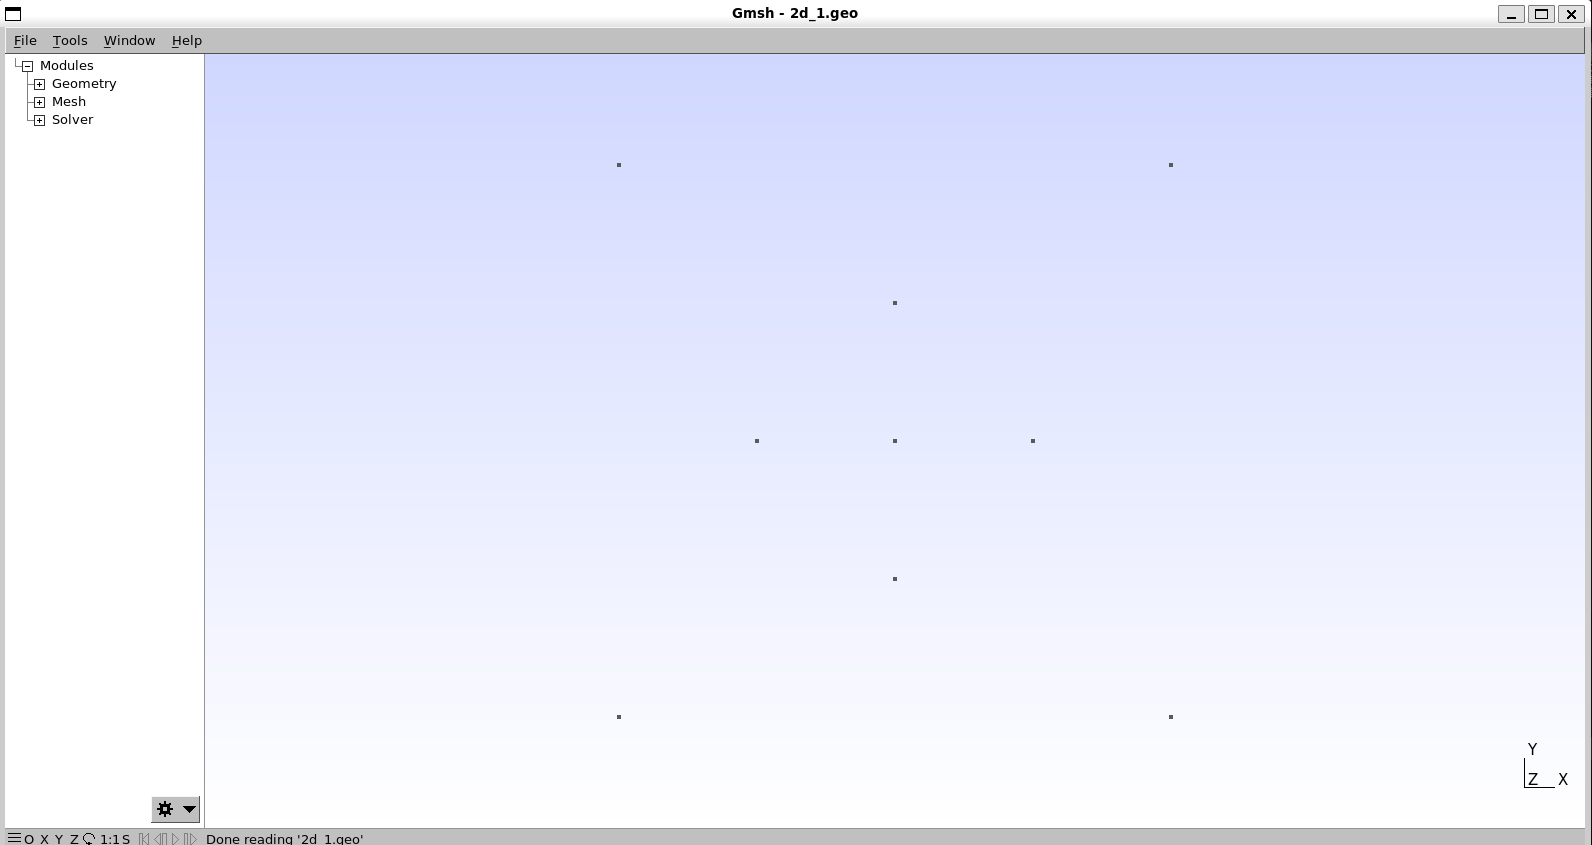 Gmsh - 2d_1.geo
File Tools Window Help
Modules
Geometry
Mesh
Solver
Y
Z X
O X Y Z 1:1 S Done reading '2d_1.geo'